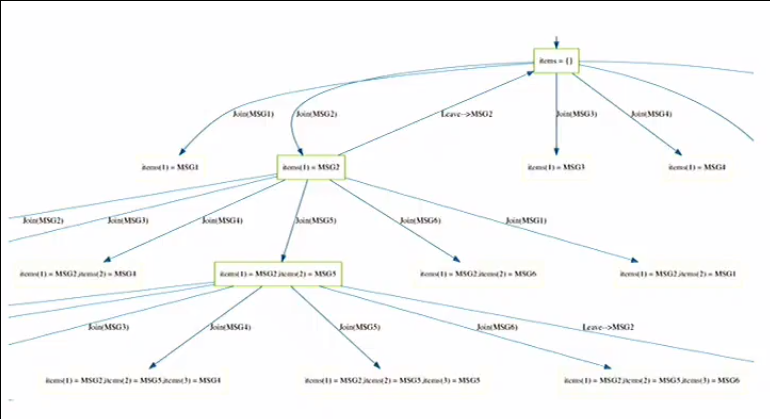 items = {}
Join(MSG1)
Join(MSG2)
Leave-->MSG2
Join(MSG3)
Join(MSG4)
items(1) = MSG1
items(1) = MSG2
items(1) = MSG3
items(1) = MSG4
Join(MSG2)
Join(MSG3)
Join(MSG4)
Join(MSG5)
Join(MSG6)
Join(MSG1)
items(1) = MSG2,items(2) = MSG4
items(1) = MSG2,items(2) = MSG5
items(1) = MSG2,items(2) = MSG6
items(1) = MSG2,items(2) = MSG1
Join(MSG3)
Join(MSG4)
Join(MSG5)
Join(MSG6)
Leave-->MSG2
items(1) = MSG2,items(2) = MSG5,items(3) = MSG4
items(1) = MSG2,items(2) = MSG5,items(3) = MSG5
items(1) = MSG2,items(2) = MSG5,items(3) = MSG6